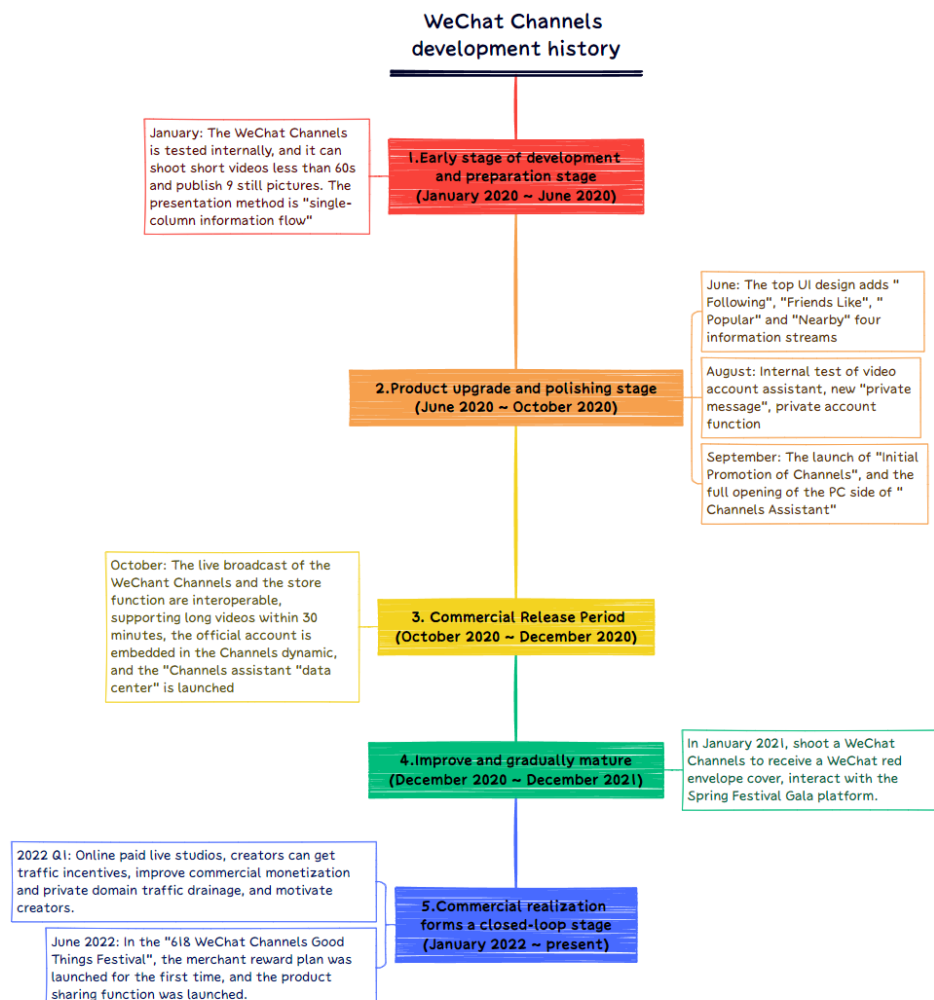 WeChat Channels
development history
January: The WeChat Channels
is tested internally, and it can
shoot short videos less than 60s
and publish 9 still pictures. The
presentation method is "single-
column information flow"
1.Early stage of development
and preparation stage
(January 2020 ~ June 2020)
June: The top UI design adds "
Following", "Friends Like", "
Popular" and "Nearby" four
information streams
2.Product upgrade and polishing stage
(June 2020 ~ October 2020)
August: Internal test of video
account assistant, new "private
message", private account
function
September: The launch of "Initial
Promotion of Channels", and the
full opening of the PC side of "
Channels Assistant"
October: The live broadcast of the
WeChant Channels and the store
function are interoperable,
supporting long videos within 30
minutes, the official account is
embedded in the Channels dynamic,
and the "Channels assistant "data
center" is launched
3. Commercial Release Period
(October 2020 ~ December 2020)
4.Improve and gradually mature
(December 2020 ~ December 2021)
In January 2021, shoot a WeChat
Channels to receive a WeChat red
envelope cover, interact with the
Spring Festival Gala platform.
2022 Q1: Online paid live studios, creators can get
traffic incentives, improve commercial monetization
and private domain traffic drainage, and motivate
creators.
5.Commercial realization
forms a closed-loop stage
(January 2022 ~ present)
June 2022: In the "618 WeChat Channels Good
Things Festival", the merchant reward plan was
launched for the first time, and the product
sharing function was launched.